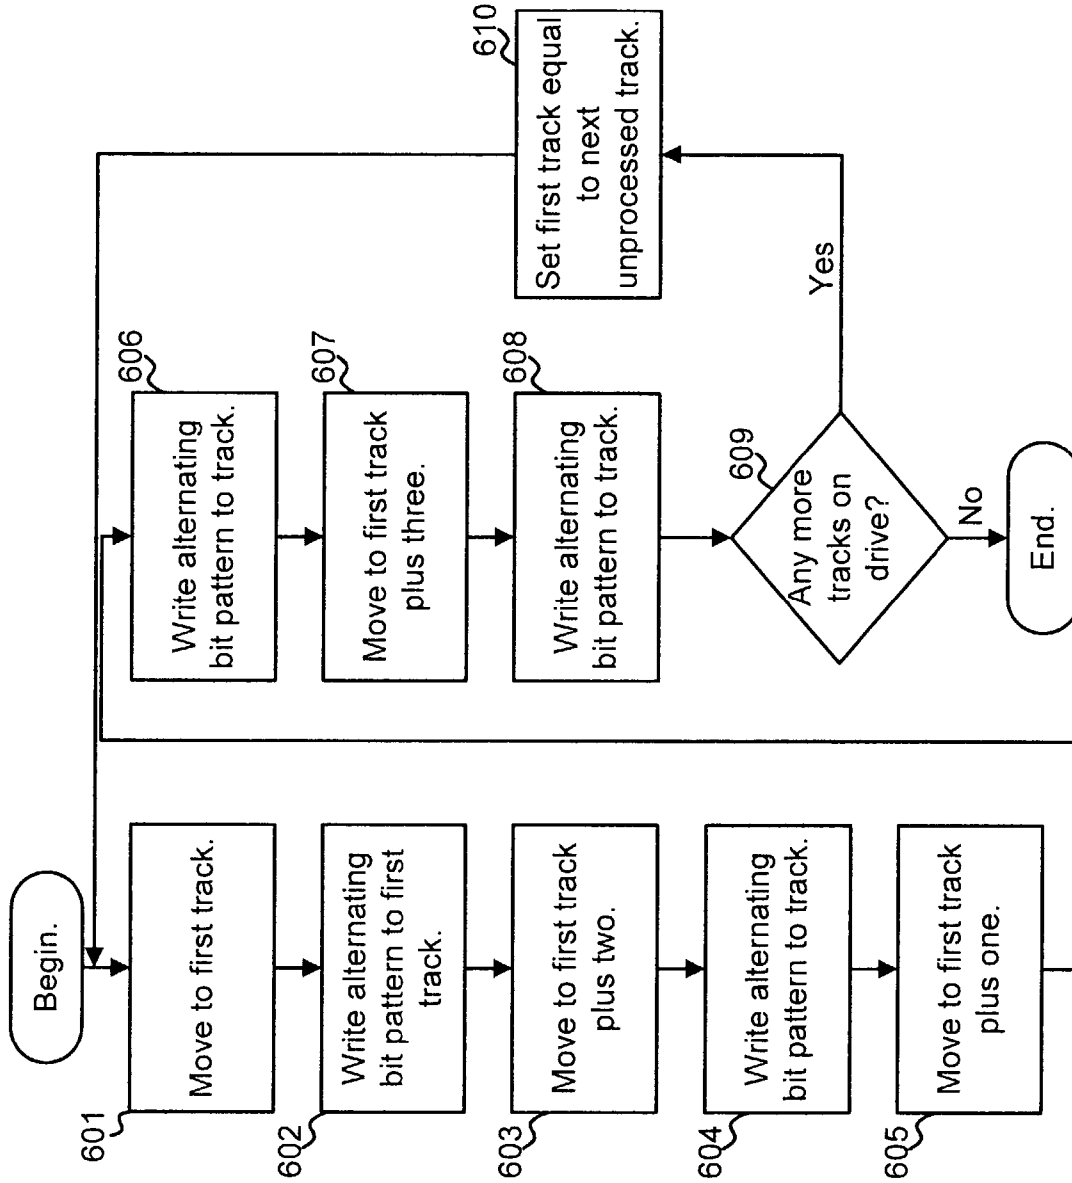 Begin.
601
Move to first track.
602
Write alternating
bit pattern to first
track.
603
Move to first track
plus two.
604
Write alternating
bit pattern to track.
605
Move to first track
plus one.
606
Write alternating
bit pattern to track.
607
Move to first track
plus three.
608
Write alternating
bit pattern to track.
609
Any more
tracks on
drive?
Yes
No
End.
610
Set first track equal
to next
unprocessed track.